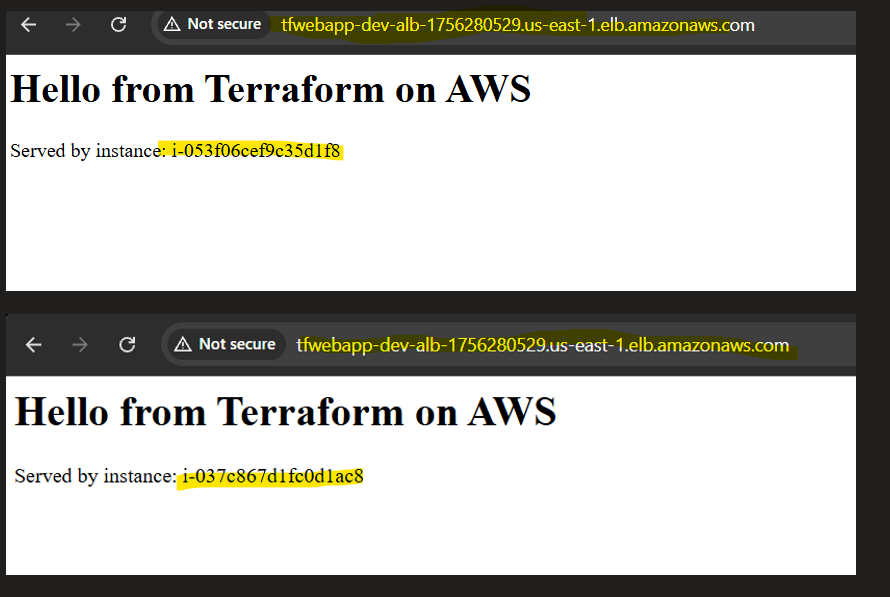 Not secure tfwebapp-dev-alb-1756280529.us-east-1.elb.amazonaws.com
Hello from Terraform on AWS
Served by instance: i-053f06cef9c35d1f8
Not secure tfwebapp-dev-alb-1756280529.us-east-1.elb.amazonaws.com
Hello from Terraform on AWS
Served by instance: i-037c867d1fc0d1ac8